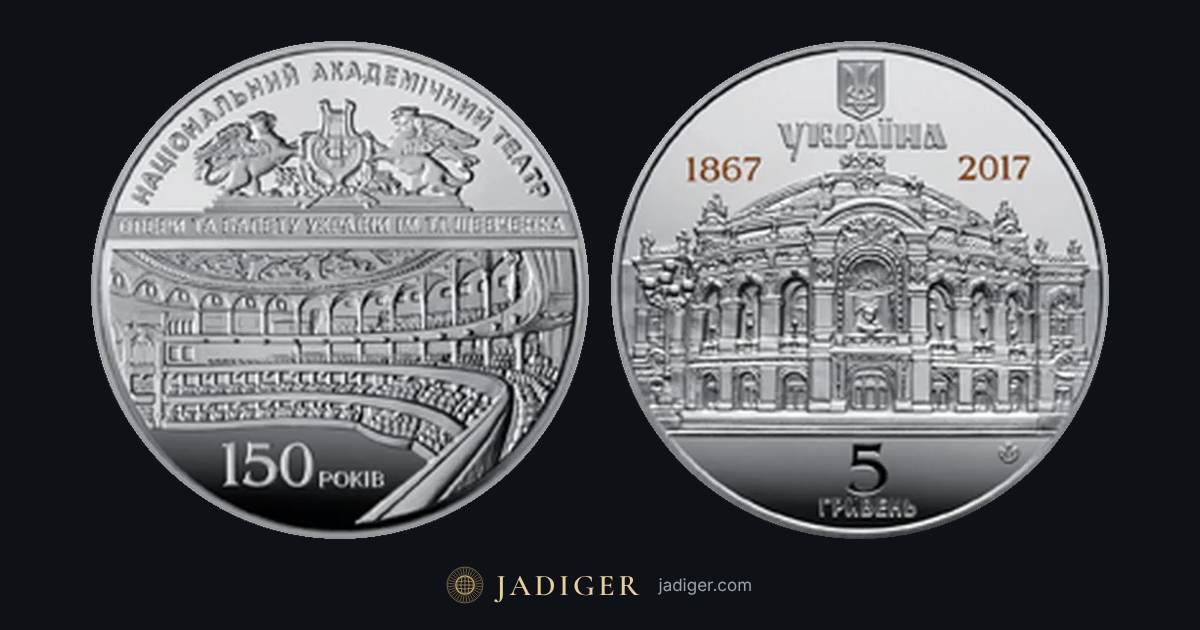 НАЦІОНАЛЬНИЙ АКАДЕМІЧНИЙ ТЕАТР
ОПЕРИ ТА БАЛЕТУ УКРАЇНИ ІМ. Т.Г. ШЕВЧЕНКА
150 РОКІВ
УКРАЇНА
1867
2017
5
ГРИВЕНЬ
JADIGER
jadiger.com